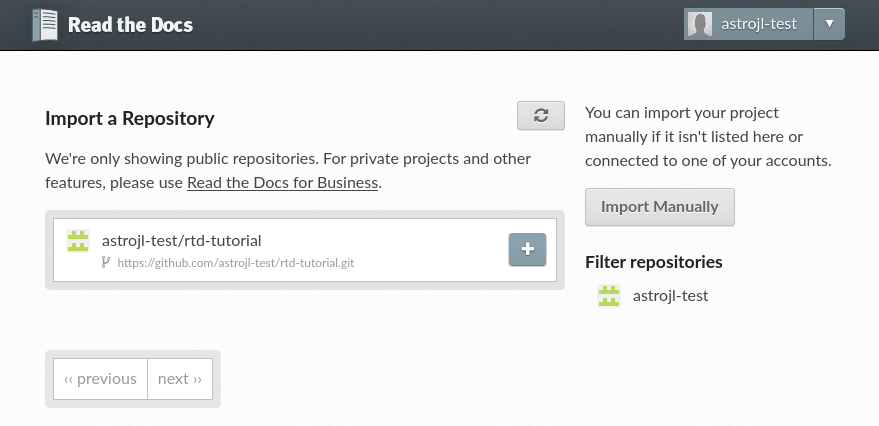 Read the Docs
astrojl-test ▼
Import a Repository
We're only showing public repositories. For private projects and other
features, please use Read the Docs for Business.
astrojl-test/rtd-tutorial
https://github.com/astrojl-test/rtd-tutorial.git
‹‹ previous next ››
You can import your project
manually if it isn't listed here or
connected to one of your accounts.
Import Manually
Filter repositories
astrojl-test